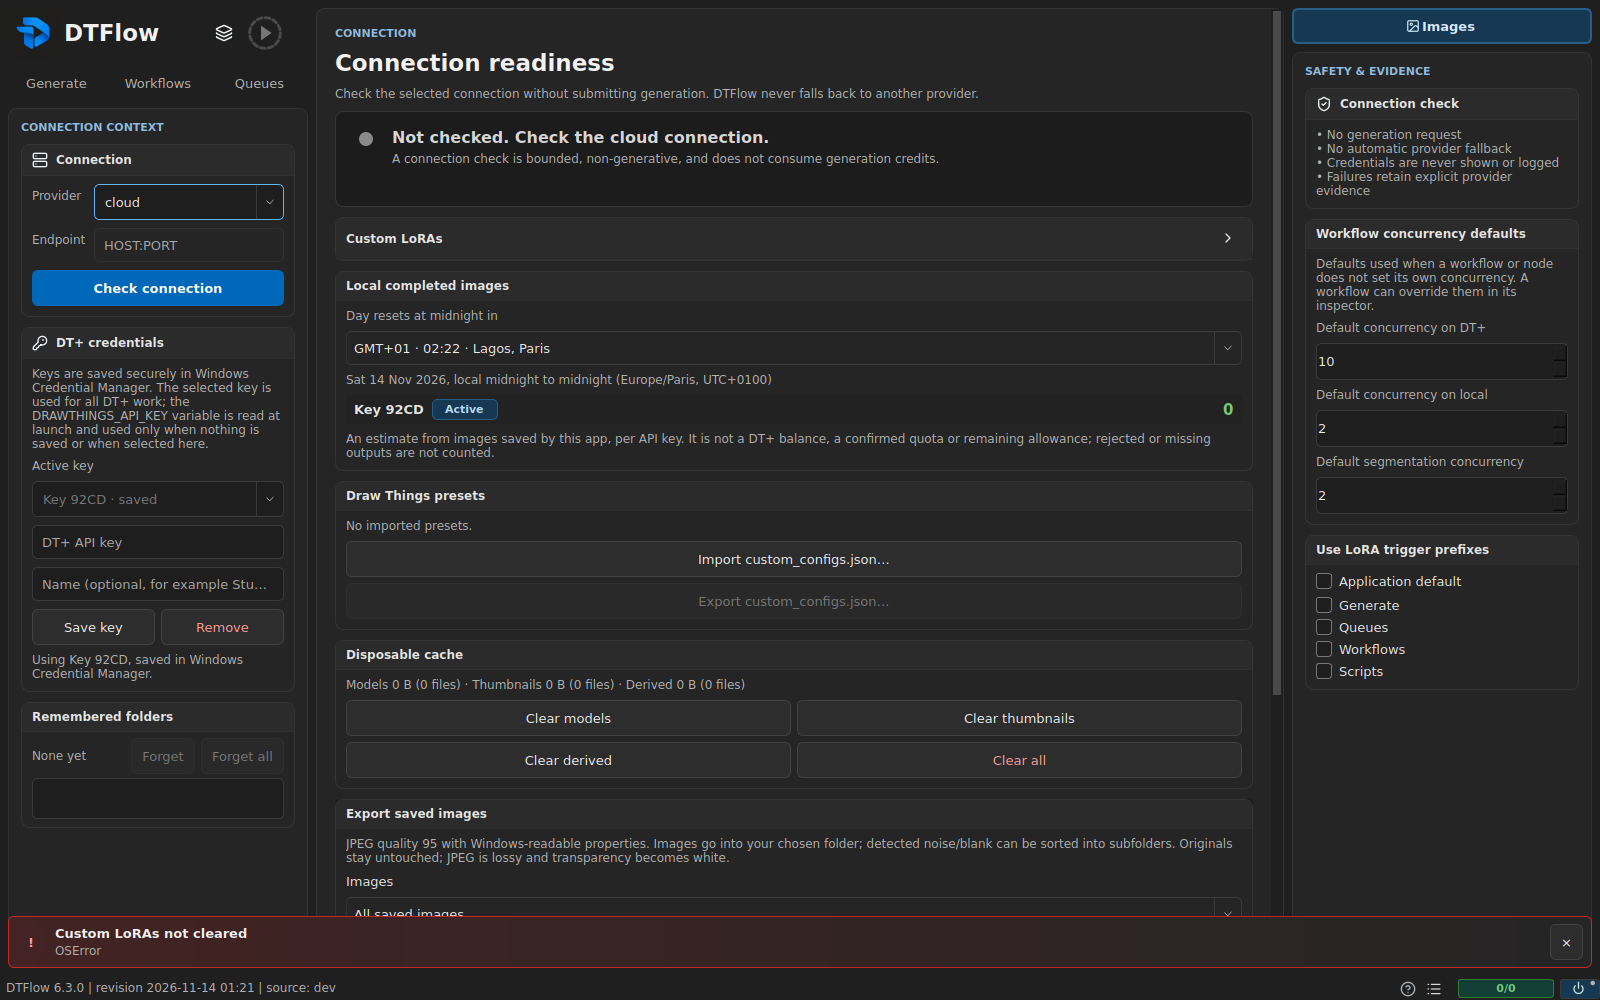 DTFlow
Generate
Workflows
Queues
CONNECTION CONTEXT
Connection
Provider
cloud
Endpoint
HOST:PORT
Check connection
DT+ credentials
Keys are saved securely in Windows
Credential Manager. The selected key is
used for all DT+ work; the
DRAWTHINGS_API_KEY variable is read at
launch and used only when nothing is
saved or when selected here.
Active key
Key 92CD · saved
DT+ API key
Name (optional, for example Stu...
Save key
Remove
Using Key 92CD, saved in Windows
Credential Manager.
Remembered folders
None yet
Forget
Forget all
CONNECTION
Connection readiness
Check the selected connection without submitting generation. DTFlow never falls back to another provider.
Not checked. Check the cloud connection.
A connection check is bounded, non-generative, and does not consume generation credits.
Custom LoRAs
Local completed images
Day resets at midnight in
GMT+01 · 02:22 · Lagos, Paris
Sat 14 Nov 2026, local midnight to midnight (Europe/Paris, UTC+0100)
Key 92CD
Active
0
An estimate from images saved by this app, per API key. It is not a DT+ balance, a confirmed quota or remaining allowance; rejected or missing
outputs are not counted.
Draw Things presets
No imported presets.
Import custom_configs.json...
Export custom_configs.json...
Disposable cache
Models 0 B (0 files) · Thumbnails 0 B (0 files) · Derived 0 B (0 files)
Clear models
Clear thumbnails
Clear derived
Clear all
Export saved images
JPEG quality 95 with Windows-readable properties. Images go into your chosen folder; detected noise/blank can be sorted into subfolders. Originals
stay untouched; JPEG is lossy and transparency becomes white.
Images
All saved images
Images
SAFETY & EVIDENCE
Connection check
• No generation request
• No automatic provider fallback
• Credentials are never shown or logged
• Failures retain explicit provider
evidence
Workflow concurrency defaults
Defaults used when a workflow or node
does not set its own concurrency. A
workflow can override them in its
inspector.
Default concurrency on DT+
10
Default concurrency on local
2
Default segmentation concurrency
2
Use LoRA trigger prefixes
Application default
Generate
Queues
Workflows
Scripts
!
Custom LoRAs not cleared
OSError
×
DTFlow 6.3.0 | revision 2026-11-14 01:21 | source: dev
0/0